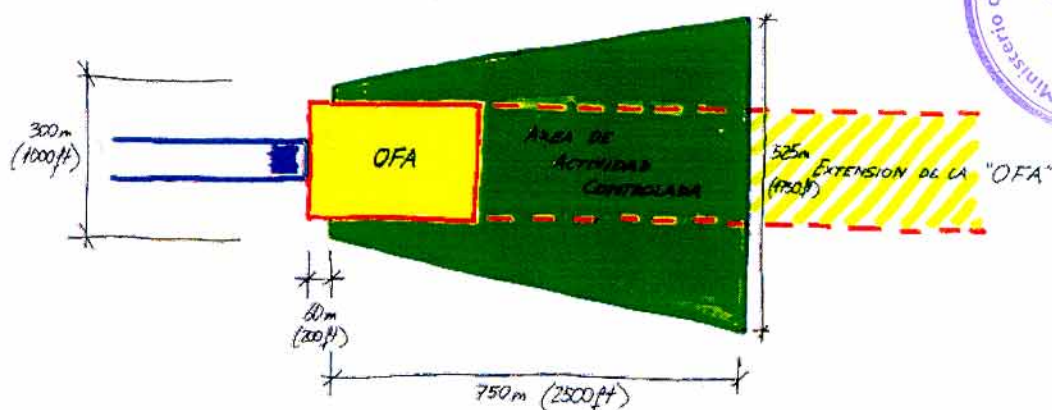 Ministerio d
300m
(1000ft)
OFA
AREA DE
ACTIVIDAD
CONTROLADA
525m
(1750ft)
EXTENSION DE LA "OFA"
60m
(200ft)
750m (2500ft)